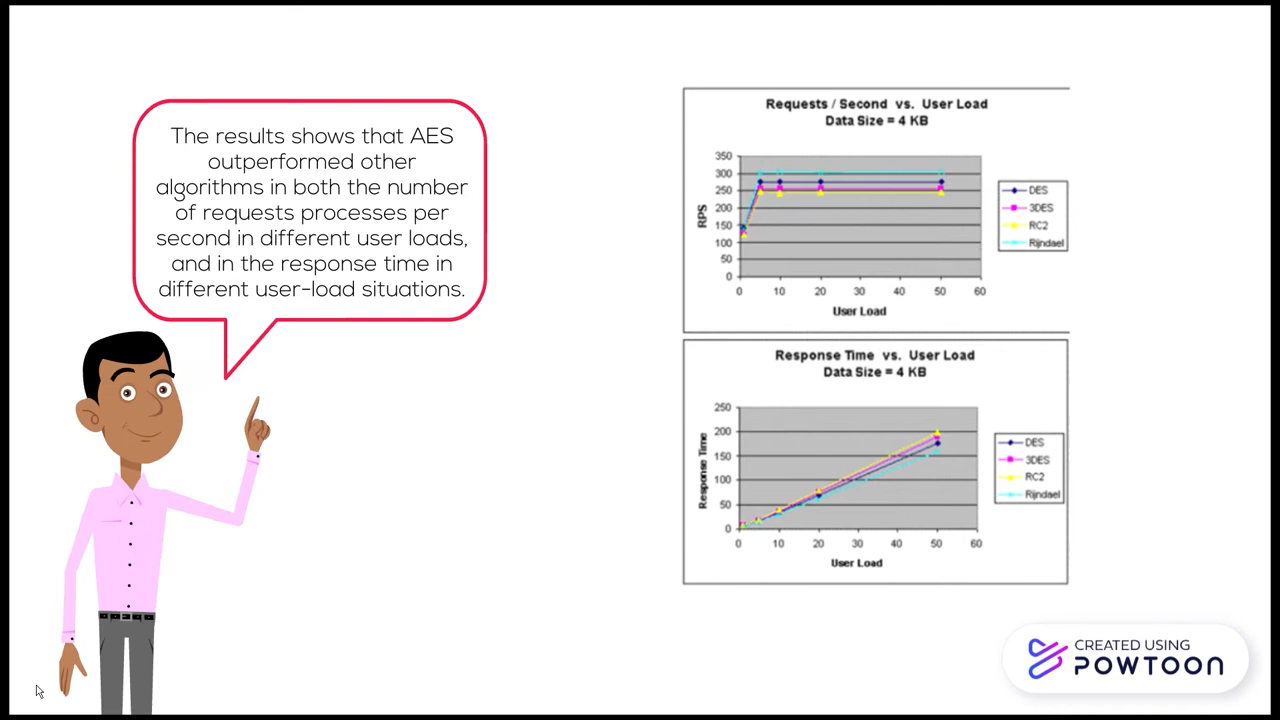 The results shows that AES
outperformed other
algorithms in both the number
of requests processes per
second in different user loads,
and in the response time in
different user-load situations.
Requests / Second vs. User Load
Data Size = 4 KB
350
300
250
200
150
100
50
0
RPS
0 10 20 30 40 50 60
User Load
DES
3DES
RC2
Rijndael
Response Time vs. User Load
Data Size = 4 KB
250
200
150
100
50
0
Response Time
0 10 20 30 40 50 60
User Load
DES
3DES
RC2
Rijndael
CREATED USING
POWTOON